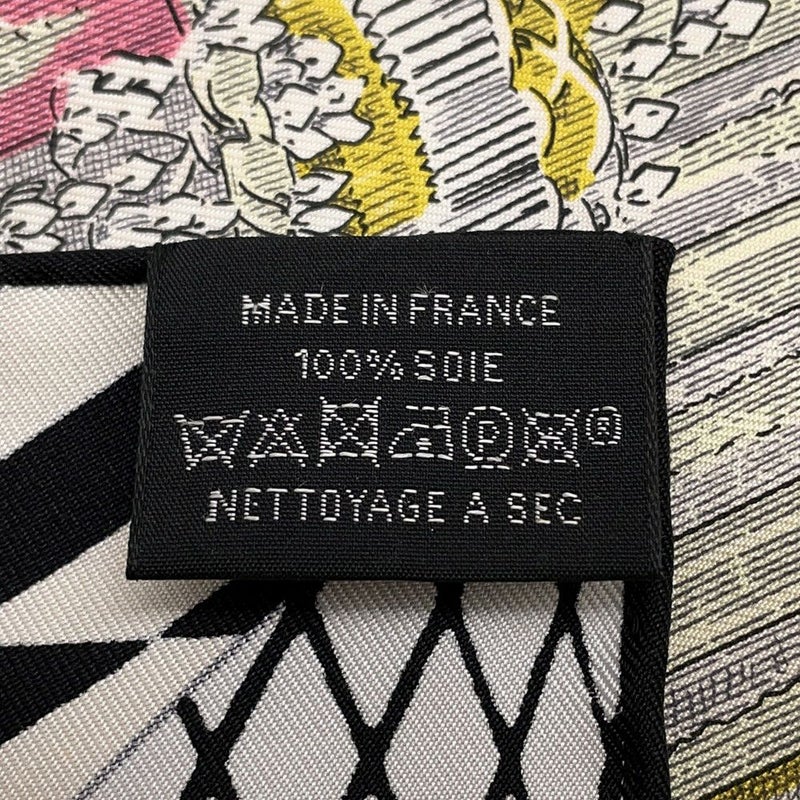 MADE IN FRANCE
100% SOIE
P ®
NETTOYAGE A SEC